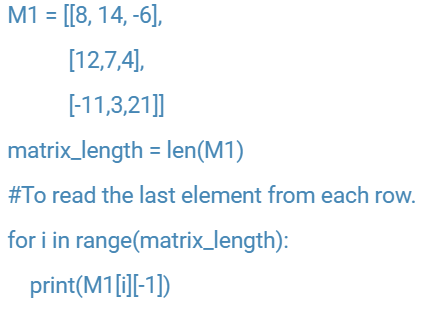 M1 = [[8, 14, -6],
[12,7,4],
[-11,3,21]]
matrix_length = len(M1)
#To read the last element from each row.
for i in range(matrix_length):
print(M1[i][-1])